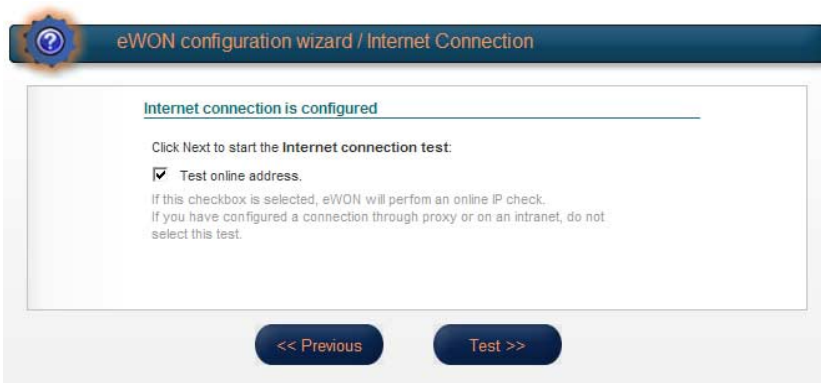 eWON configuration wizard / Internet Connection
Internet connection is configured
Click Next to start the Internet connection test:
Test online address.
If this checkbox is selected, eWON will perfom an online IP check.
If you have configured a connection through proxy or on an intranet, do not
select this test.
<< Previous
Test >>